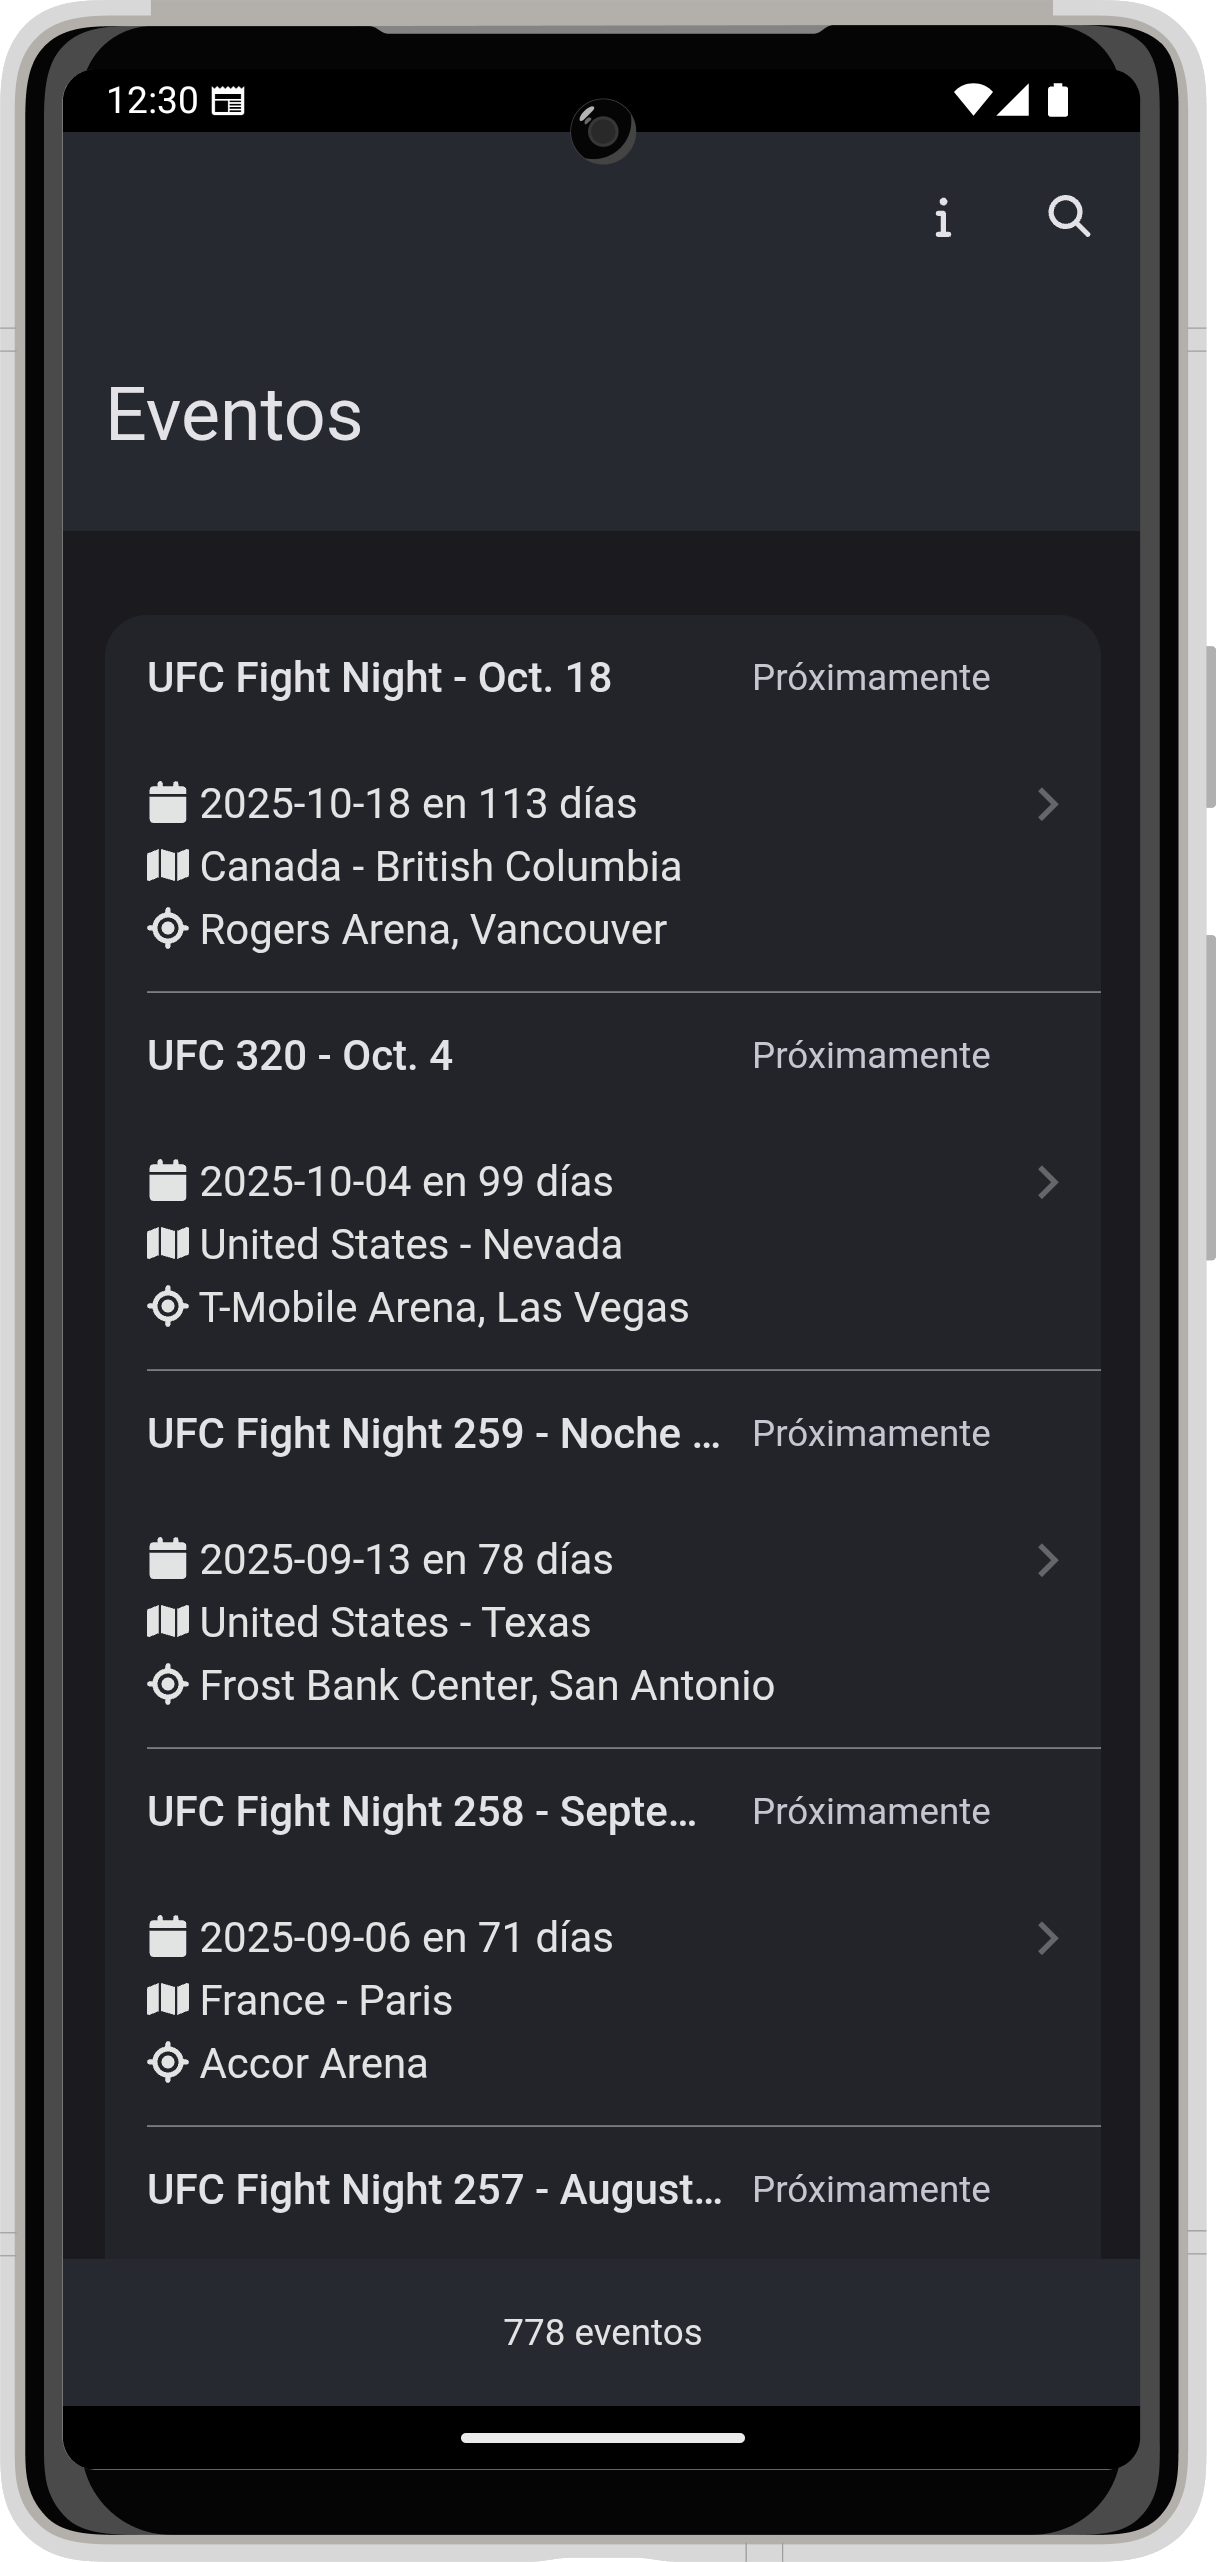 12:30
Eventos
UFC Fight Night - Oct. 18 Próximamente
2025-10-18 en 113 días
Canada - British Columbia
Rogers Arena, Vancouver
UFC 320 - Oct. 4 Próximamente
2025-10-04 en 99 días
United States - Nevada
T-Mobile Arena, Las Vegas
UFC Fight Night 259 - Noche ... Próximamente
2025-09-13 en 78 días
United States - Texas
Frost Bank Center, San Antonio
UFC Fight Night 258 - Septe... Próximamente
2025-09-06 en 71 días
France - Paris
Accor Arena
UFC Fight Night 257 - August... Próximamente
778 eventos